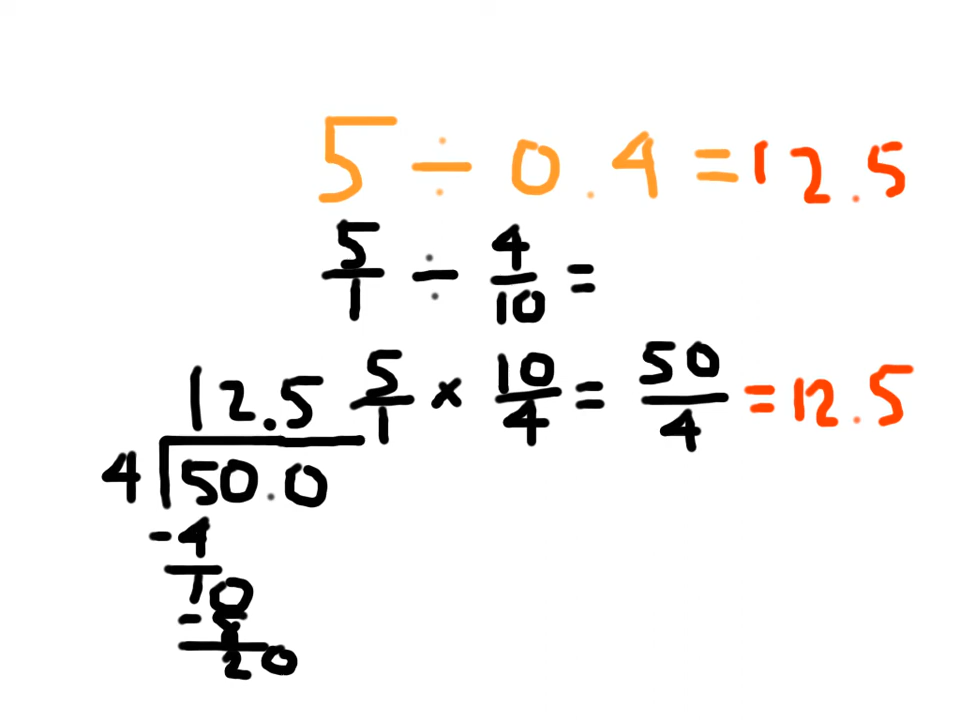 5 ÷ 0.4 = 12.5
5/1 ÷ 4/10 =
5/1 × 10/4 = 50/4 = 12.5
12.5
4 50.0
-4
10
-8
20